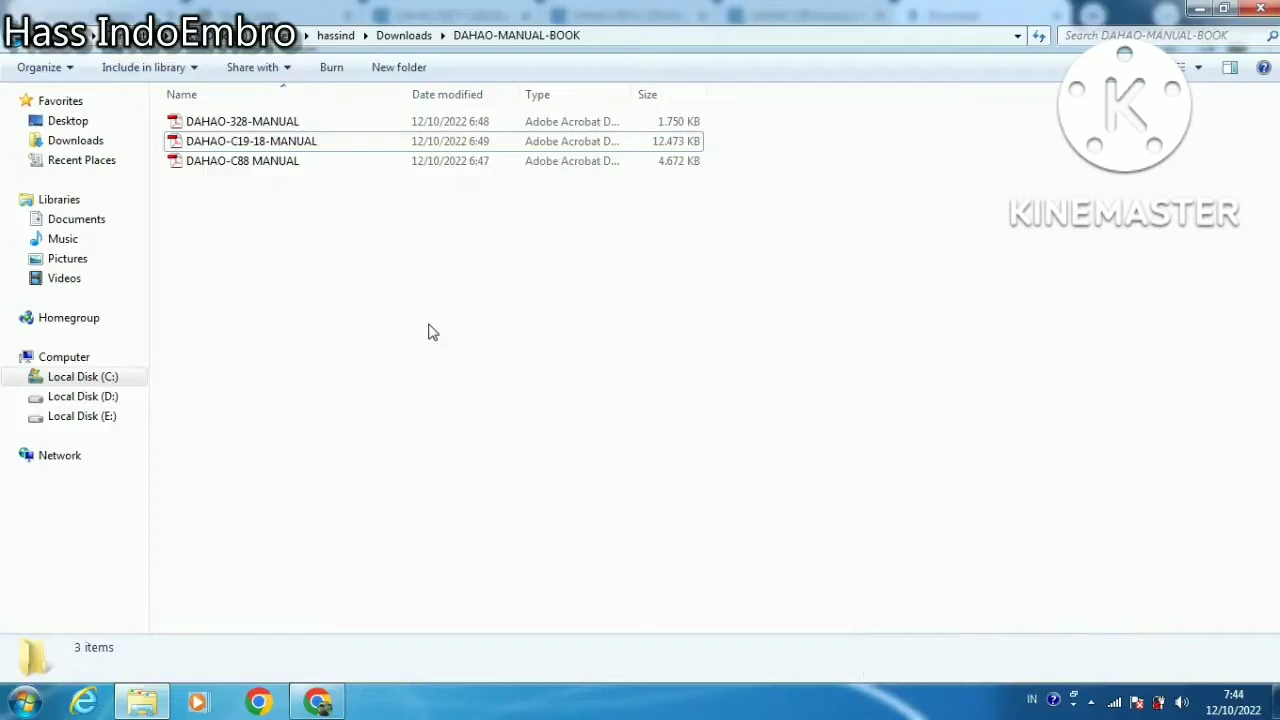 Hass IndoEmbro
hassind Downloads DAHAO-MANUAL-BOOK
Search DAHAO-MANUAL-BOOK
Organize Include in library Share with Burn New folder
Name Date modified Type Size
DAHAO-328-MANUAL 12/10/2022 6:48 Adobe Acrobat D... 1.750 KB
DAHAO-C19-18-MANUAL 12/10/2022 6:49 Adobe Acrobat D... 12.473 KB
DAHAO-C88 MANUAL 12/10/2022 6:47 Adobe Acrobat D... 4.672 KB
Favorites
Desktop
Downloads
Recent Places
Libraries
Documents
Music
Pictures
Videos
Homegroup
Computer
Local Disk (C:)
Local Disk (D:)
Local Disk (E:)
Network
K
KINEMASTER
3 items
IN
7:44
12/10/2022